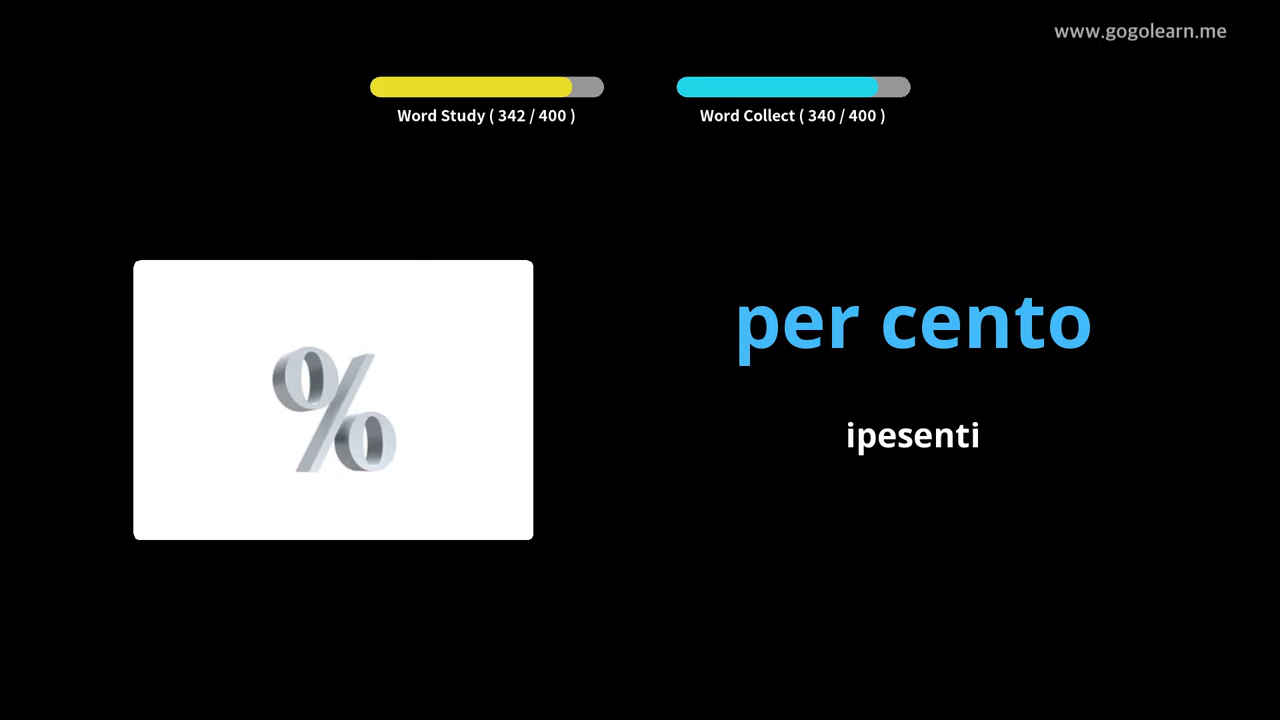 www.gogolearn.me
Word Study ( 342 / 400 )
Word Collect ( 340 / 400 )
%
per cento
ipesenti